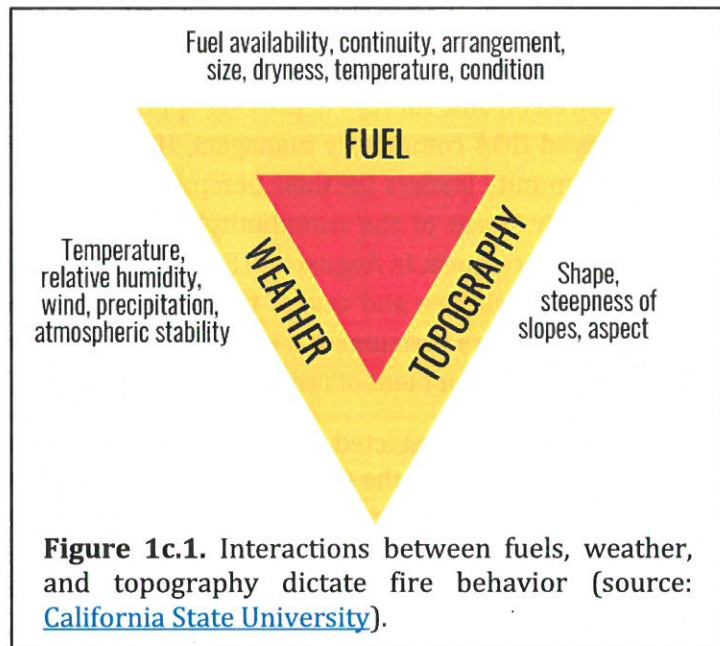 Fuel availability, continuity, arrangement,
size, dryness, temperature, condition
FUEL
Temperature,
relative humidity,
wind, precipitation,
atmospheric stability
WEATHER
TOPOGRAPHY
Shape,
steepness of
slopes, aspect
Figure 1c.1. Interactions between fuels, weather,
and topography dictate fire behavior (source:
California State University).